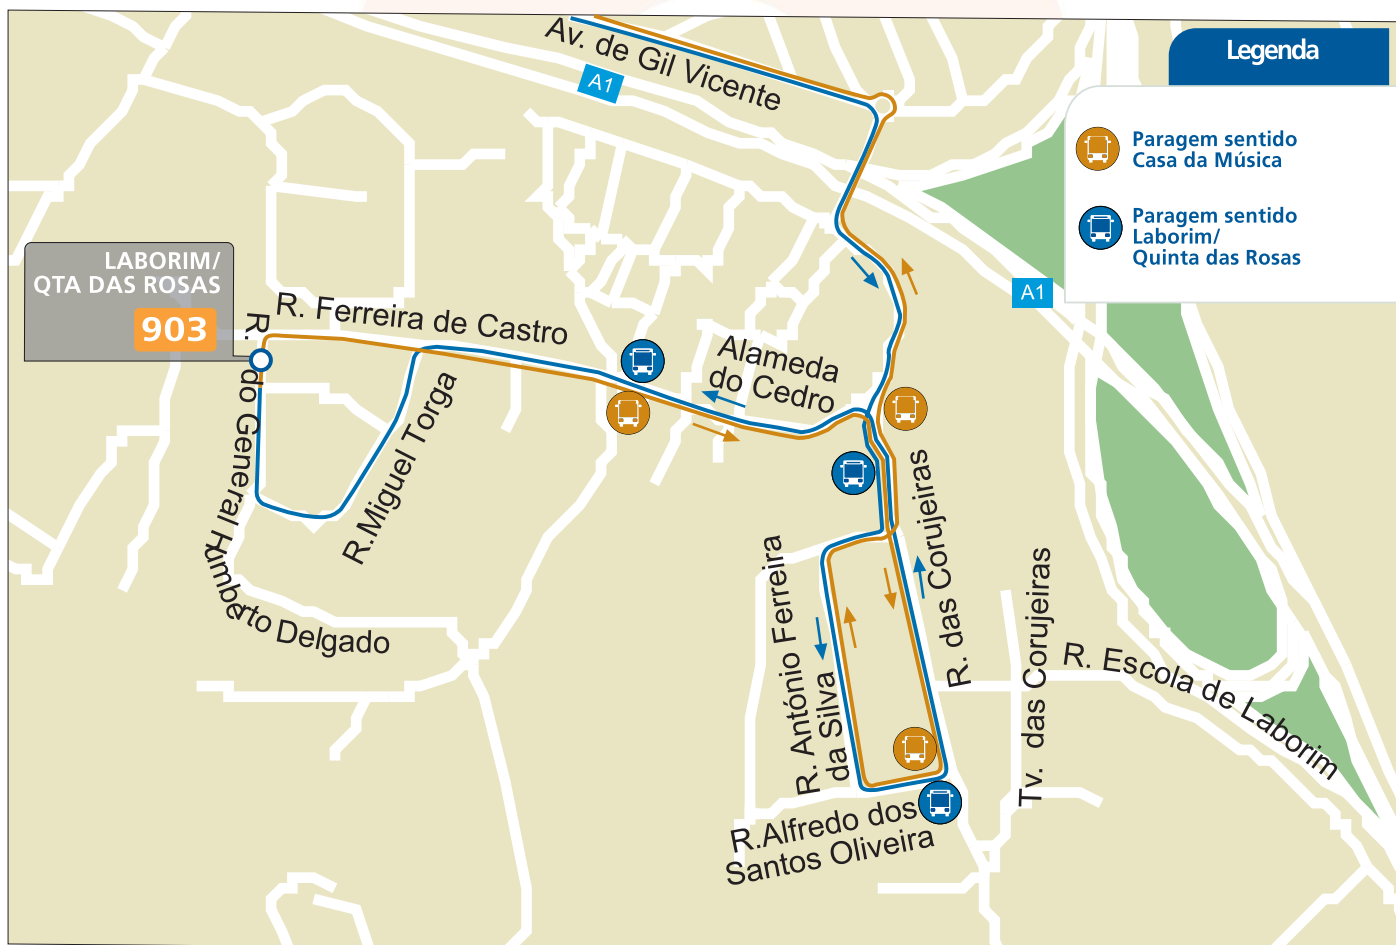 Av. de Gil Vicente
A1
Legenda
Paragem sentido
Casa da Música
Paragem sentido
Laborim/
Quinta das Rosas
A1
LABORIM/
QTA DAS ROSAS
903
R. Ferreira de Castro
Alameda
do Cedro
R. do General Humberto Delgado
R.Miguel Torga
R. das Corujeiras
R. António Ferreira
da Silva
Tv. das Corujeiras
R. Escola de Laborim
R.Alfredo dos
Santos Oliveira